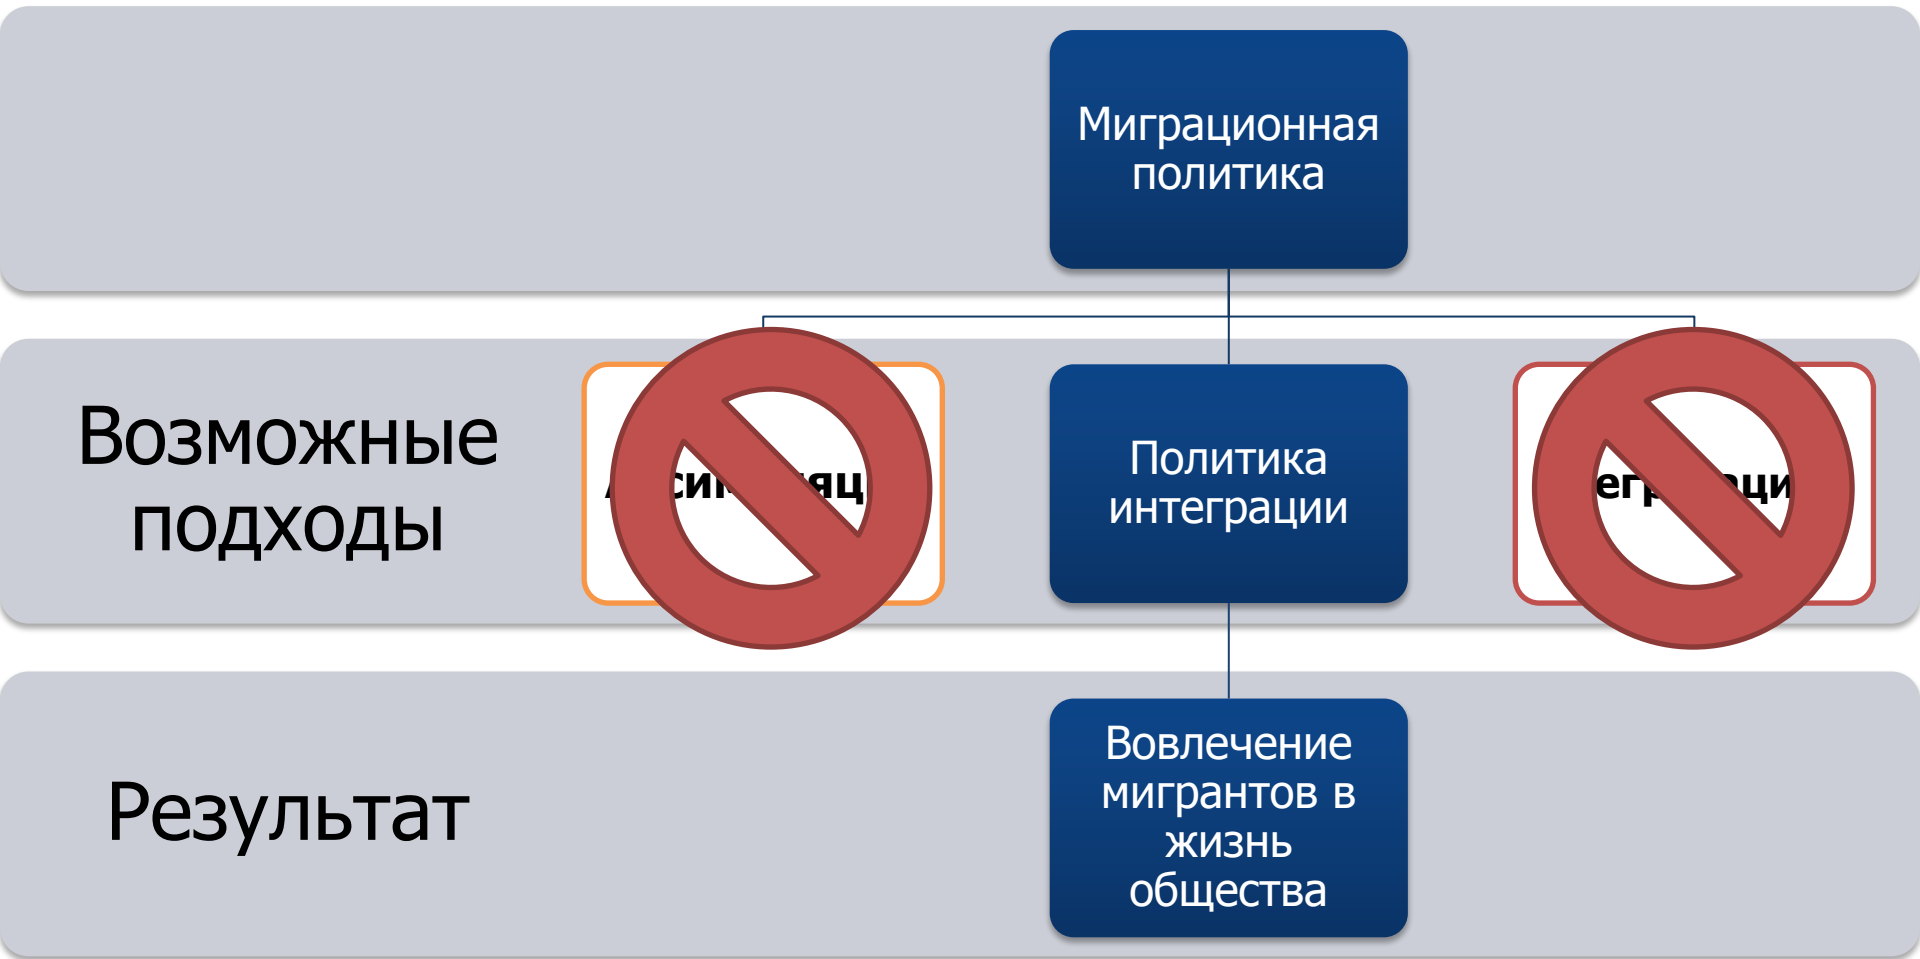 Миграционная
политика
Возможные
подходы
Политика
интеграции
Результат
Вовлечение
мигрантов в
жизнь
общества